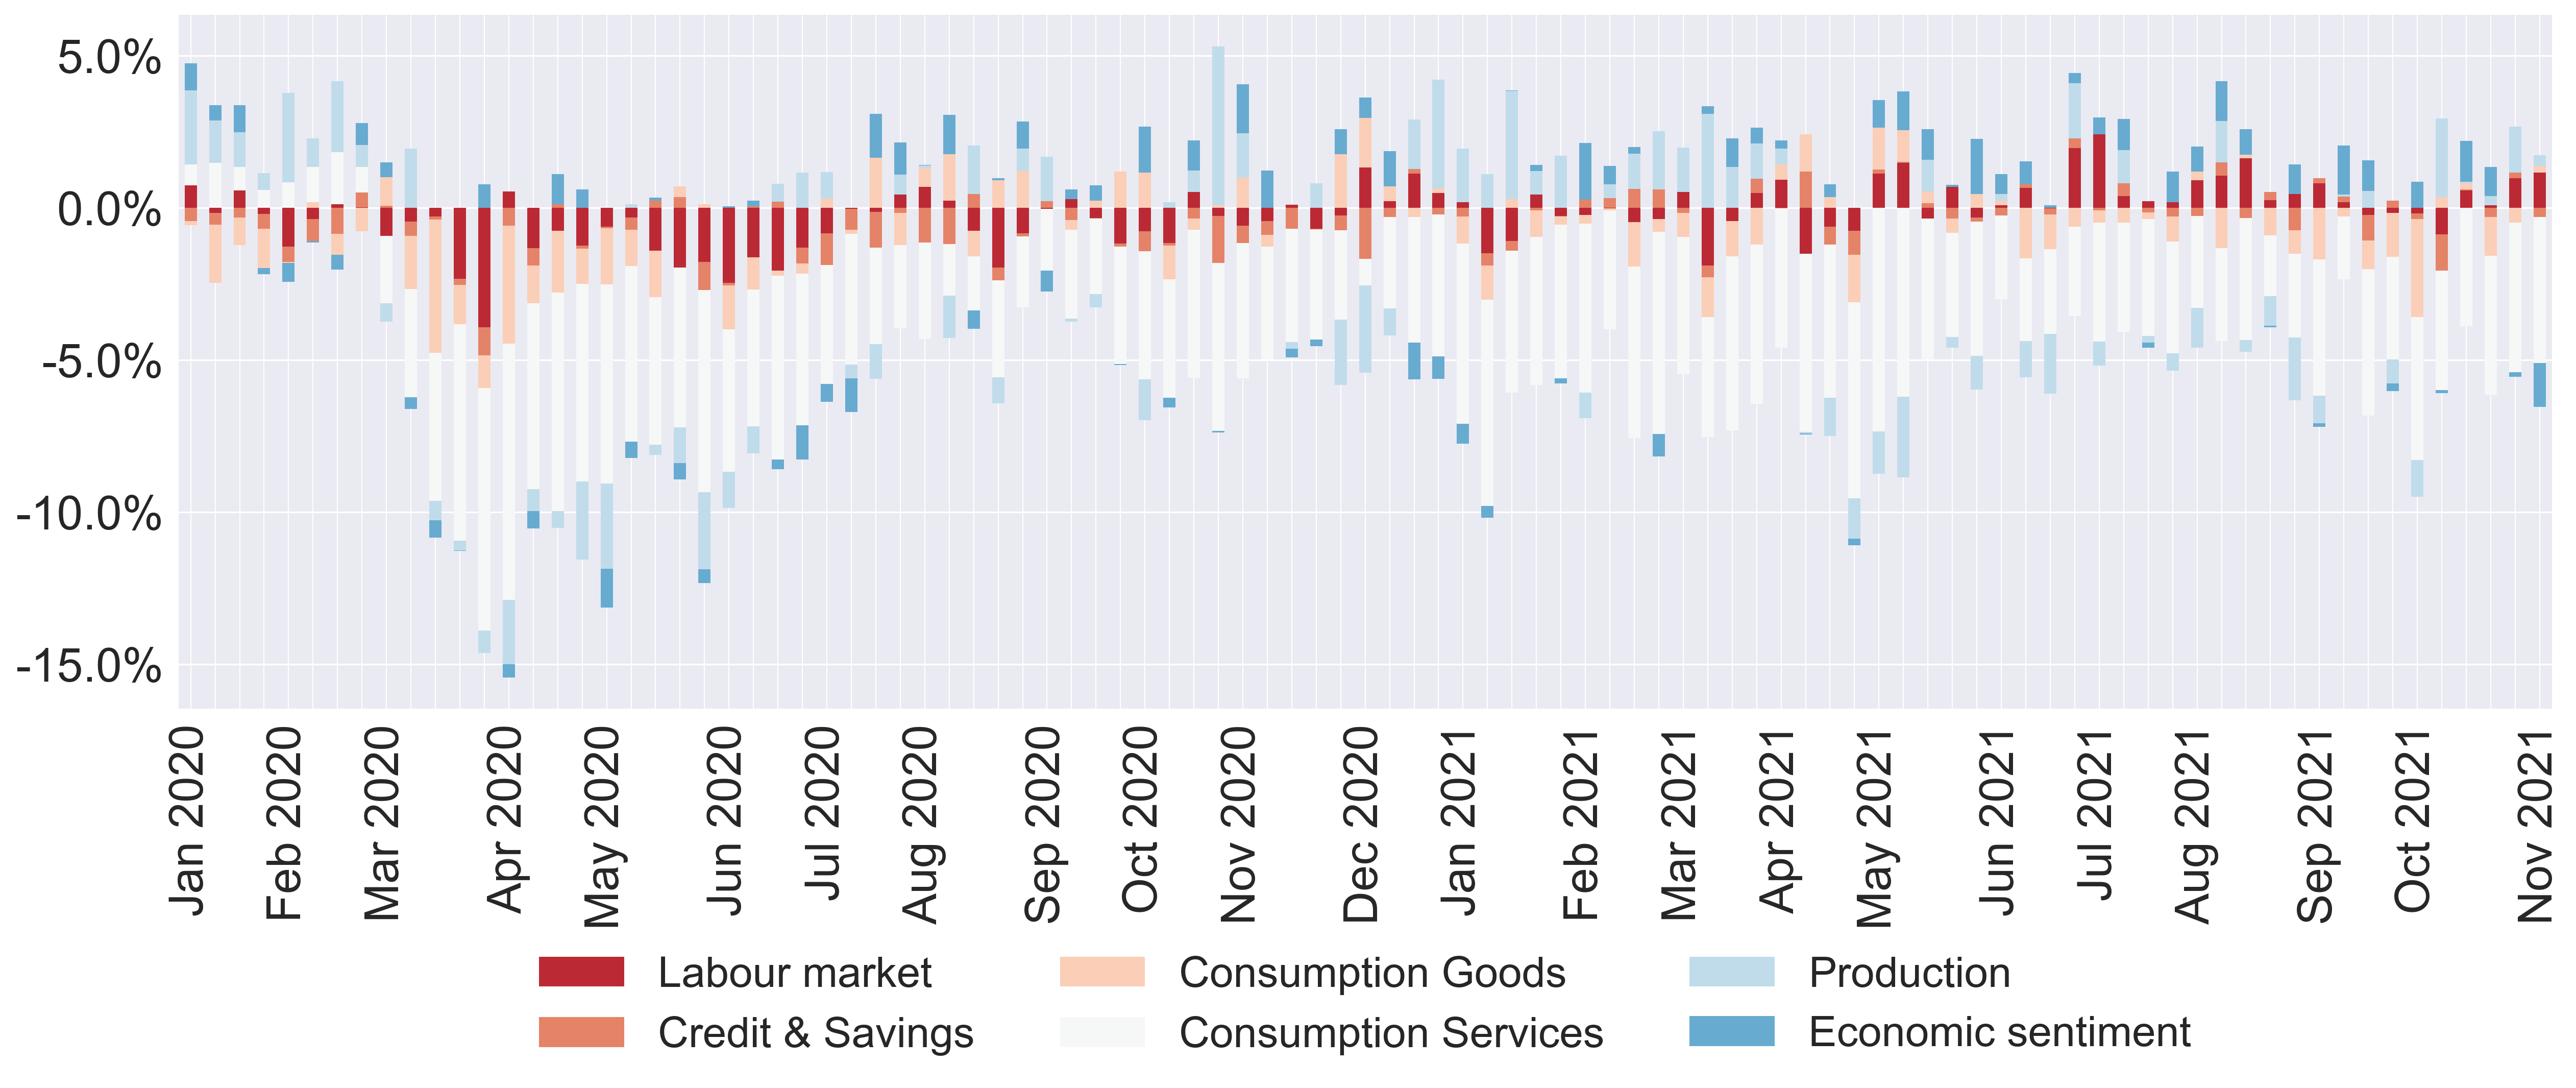 5.0%
0.0%
-5.0%
-10.0%
-15.0%
Jan 2020
Feb 2020
Mar 2020
Apr 2020
May 2020
Jun 2020
Jul 2020
Aug 2020
Sep 2020
Oct 2020
Nov 2020
Dec 2020
Jan 2021
Feb 2021
Mar 2021
Apr 2021
May 2021
Jun 2021
Jul 2021
Aug 2021
Sep 2021
Oct 2021
Nov 2021
Labour market
Consumption Goods
Production
Credit & Savings
Consumption Services
Economic sentiment